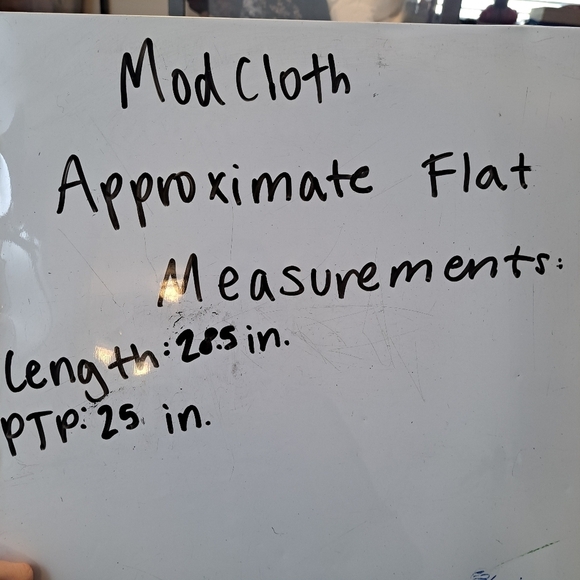 ModCloth
Approximate Flat
Measurements:
Length: 28.5 in.
PTP: 25 in.